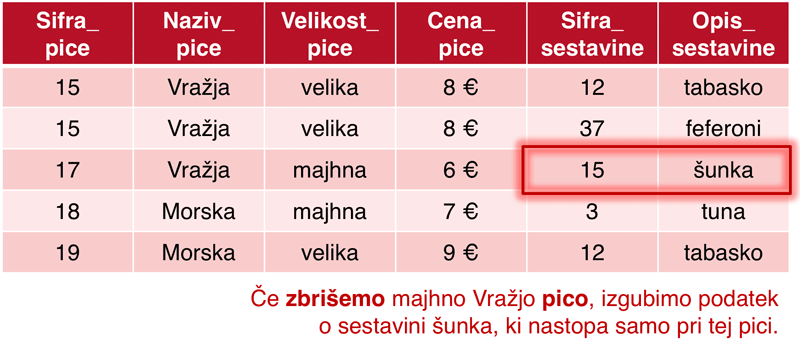 Sifra_ Naziv_ Velikost_ Cena_ Sifra_ Opis_
pice pice pice pice sestavine sestavine
15 Vražja velika 8 € 12 tabasko
15 Vražja velika 8 € 37 feferoni
17 Vražja majhna 6 € 15 šunka
18 Morska majhna 7 € 3 tuna
19 Morska velika 9 € 12 tabasko
Če zbrišemo majhno Vražjo pico, izgubimo podatek
o sestavini šunka, ki nastopa samo pri tej pici.